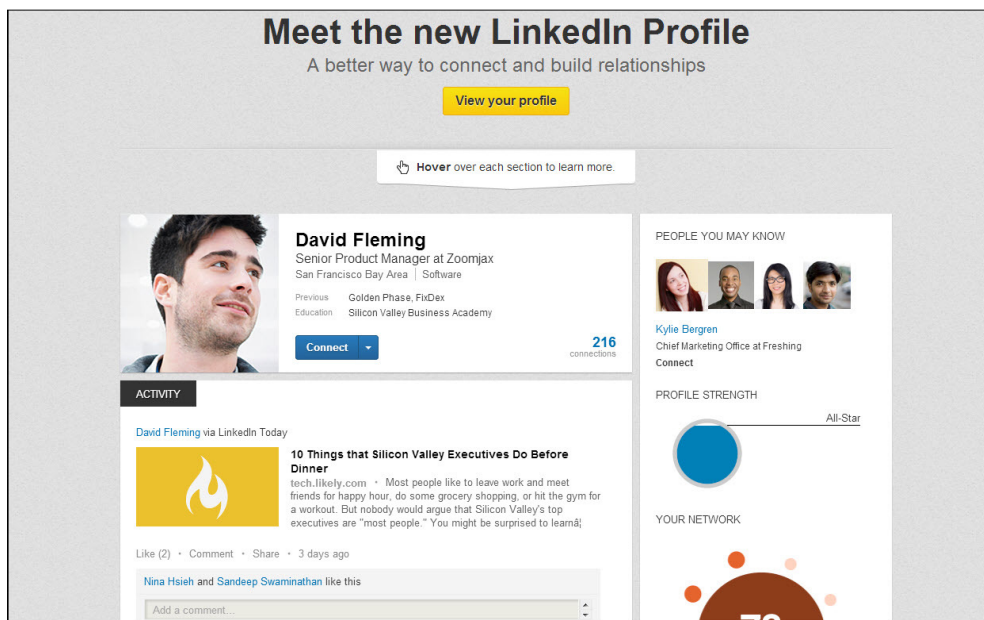 Meet the new LinkedIn Profile
A better way to connect and build relationships
View your profile
Hover over each section to learn more.
David Fleming
Senior Product Manager at Zoomjax
San Francisco Bay Area | Software
Previous Golden Phase, FixDex
Education Silicon Valley Business Academy
Connect
216
connections
ACTIVITY
David Fleming via LinkedIn Today
10 Things that Silicon Valley Executives Do Before
Dinner
tech.likely.com · Most people like to leave work and meet
friends for happy hour, do some grocery shopping, or hit the gym for
a workout. But nobody would argue that Silicon Valley's top
executives are "most people." You might be surprised to learnâ¦
Like (2) · Comment · Share · 3 days ago
Nina Hsieh and Sandeep Swaminathan like this
Add a comment...
PEOPLE YOU MAY KNOW
Kylie Bergren
Chief Marketing Office at Freshing
Connect
PROFILE STRENGTH
All-Star
YOUR NETWORK